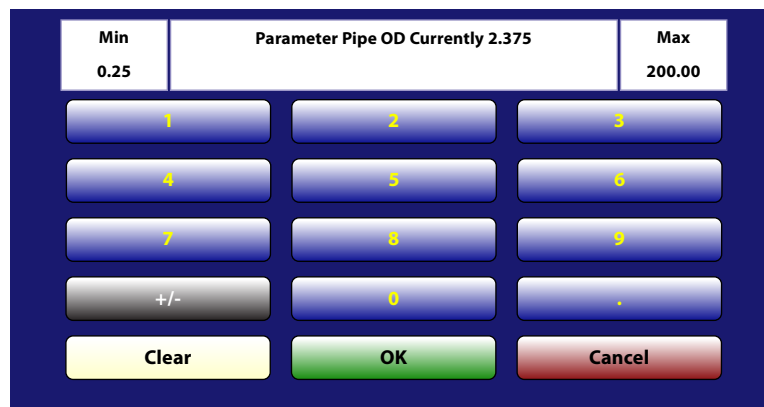 Min
Parameter Pipe OD Currently 2.375
Max
0.25
200.00
1
2
3
4
5
6
7
8
9
+/-
0
.
Clear
OK
Cancel